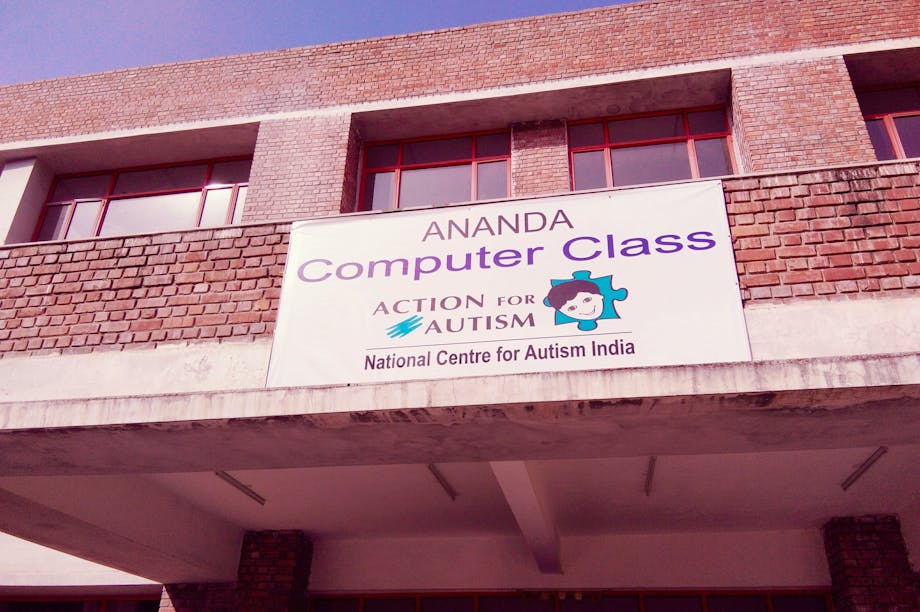 ANANDA
Computer Class
ACTION FOR
AUTISM
National Centre for Autism India